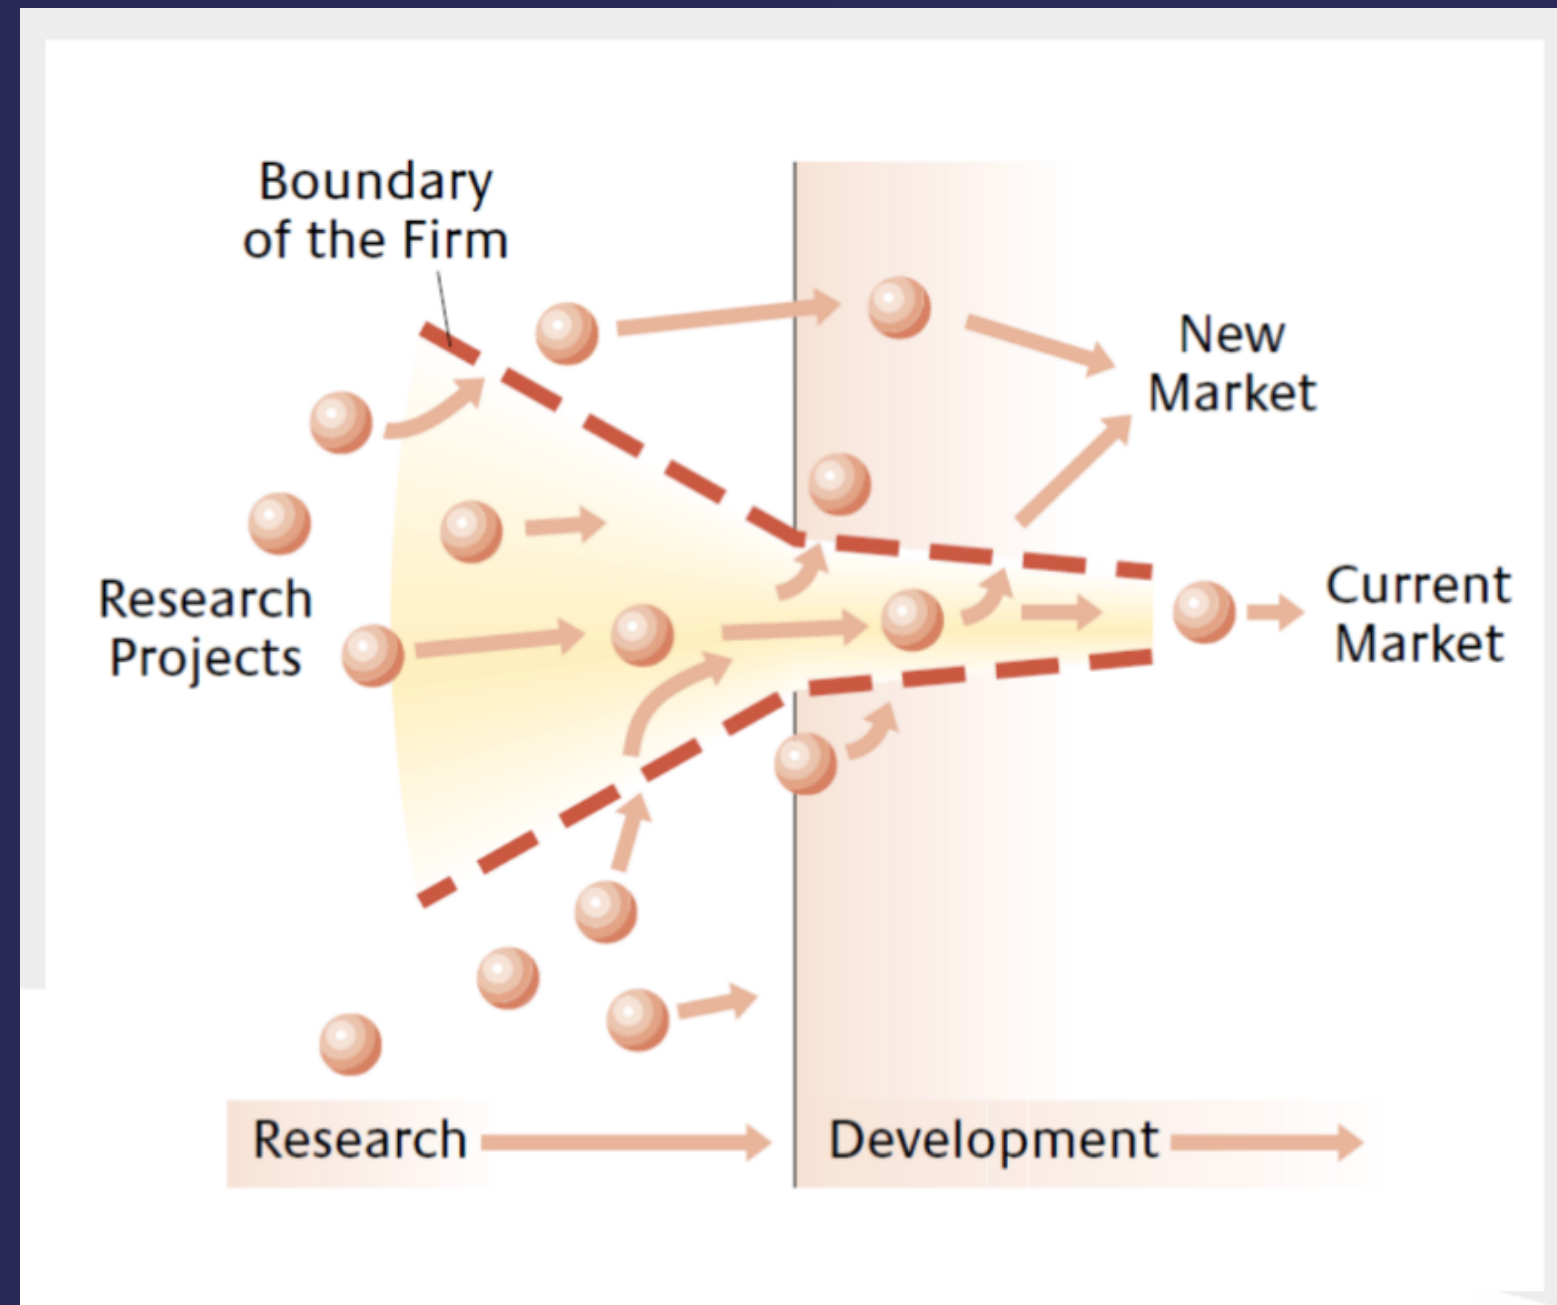 Boundary
of the Firm
New
Market
Research
Projects
Current
Market
Research
Development